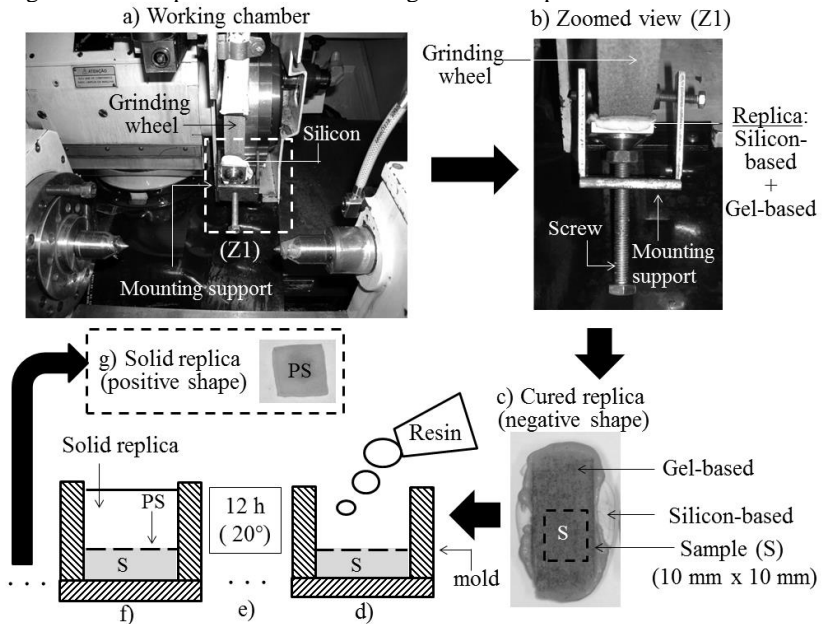 a) Working chamber
ATENÇÃO
Grinding
wheel
Silicon
(Z1)
Mounting support
b) Zoomed view (Z1)
Grinding
wheel
Replica:
Silicon-
based
+
Gel-based
Screw
Mounting
support
c) Cured replica
(negative shape)
Gel-based
Silicon-based
Sample (S)
(10 mm x 10 mm)
S
Resin
S
mold
d)
12 h
( 20°)
. . .
e)
Solid replica
PS
S
. . .
f)
g) Solid replica
(positive shape)
PS